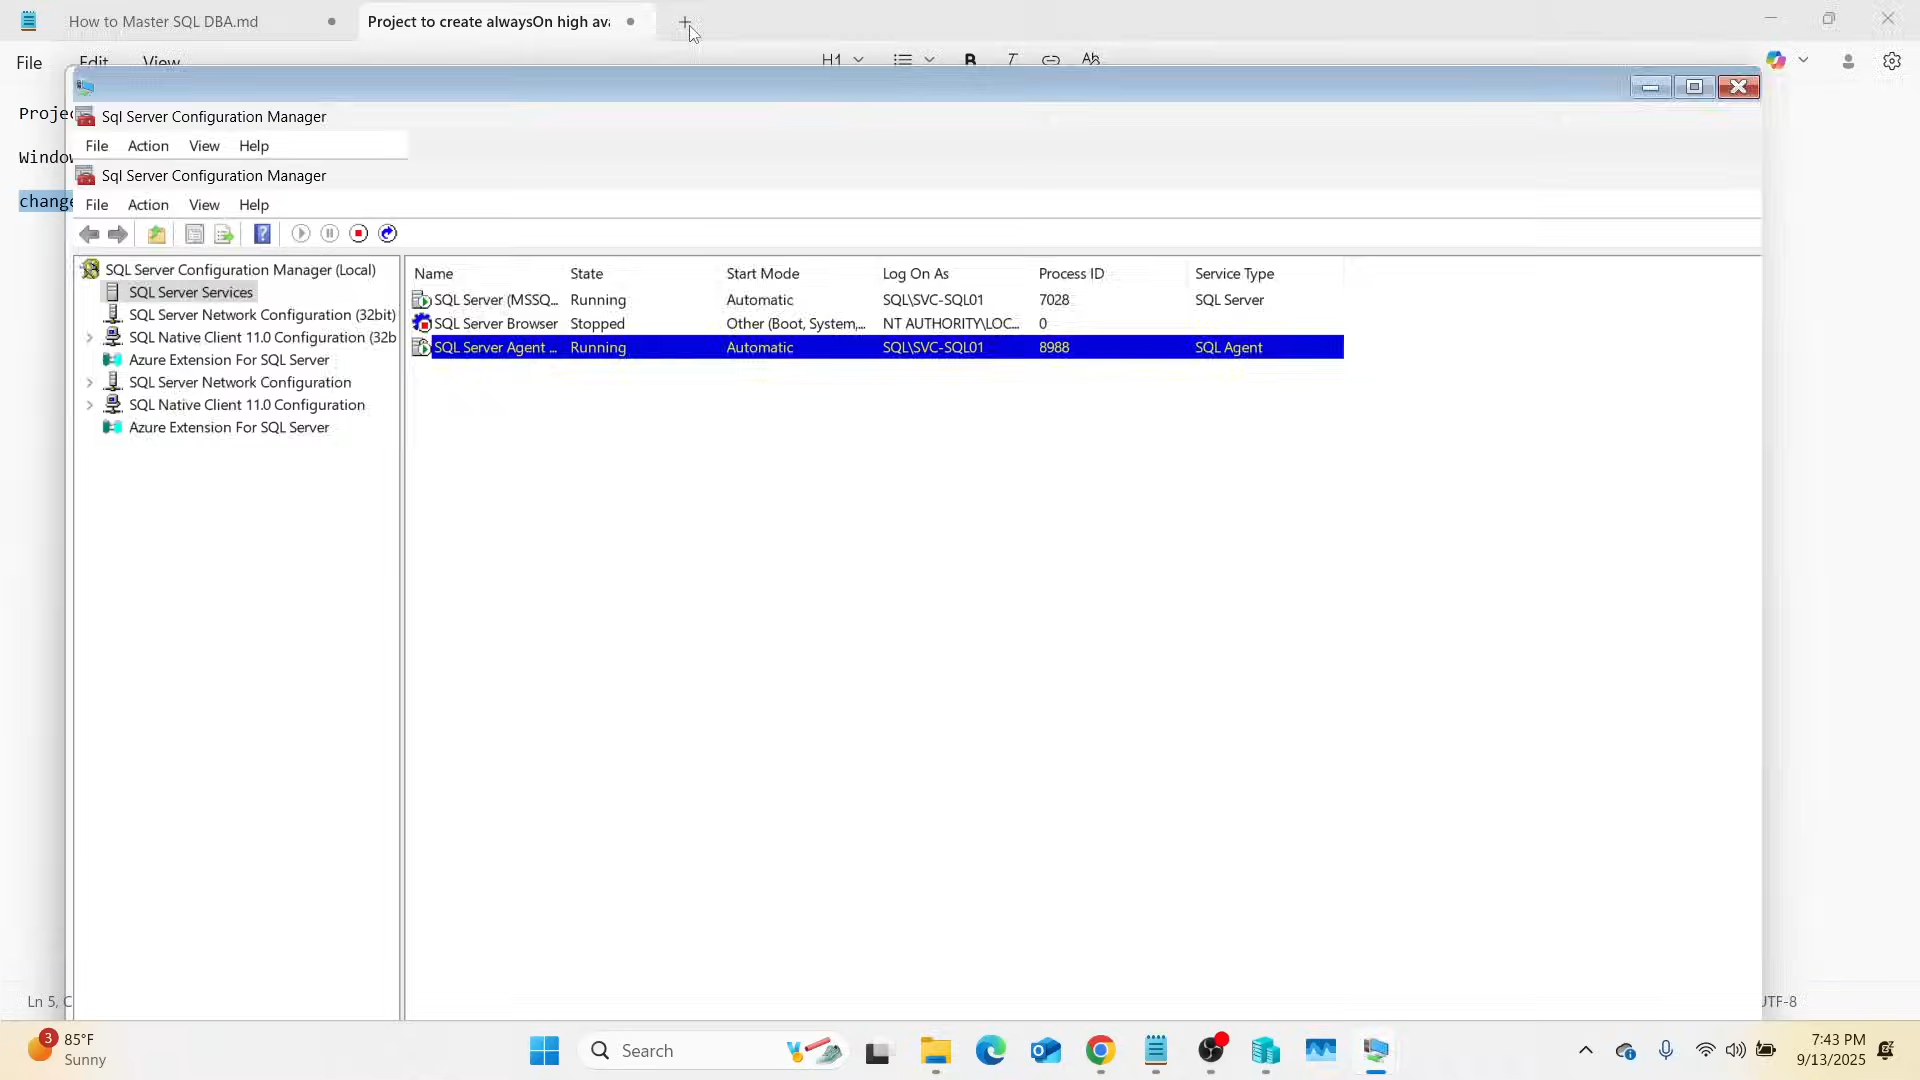 How to Master SQL DBA.md
Project to create alwaysOn high ava
File Edit View
H1 B I Ab
Projec
Window
change
Sql Server Configuration Manager
File Action View Help
Sql Server Configuration Manager
File Action View Help
SQL Server Configuration Manager (Local)
SQL Server Services
SQL Server Network Configuration (32bit)
SQL Native Client 11.0 Configuration (32b
Azure Extension For SQL Server
SQL Server Network Configuration
SQL Native Client 11.0 Configuration
Azure Extension For SQL Server
Name State Start Mode Log On As Process ID Service Type
SQL Server (MSSQ... Running Automatic SQL\SVC-SQL01 7028 SQL Server
SQL Server Browser Stopped Other (Boot, System,... NT AUTHORITY\LOC... 0
SQL Server Agent ... Running Automatic SQL\SVC-SQL01 8988 SQL Agent
Ln 5, C
UTF-8
3
85°F
Sunny
Search
7:43 PM
9/13/2025